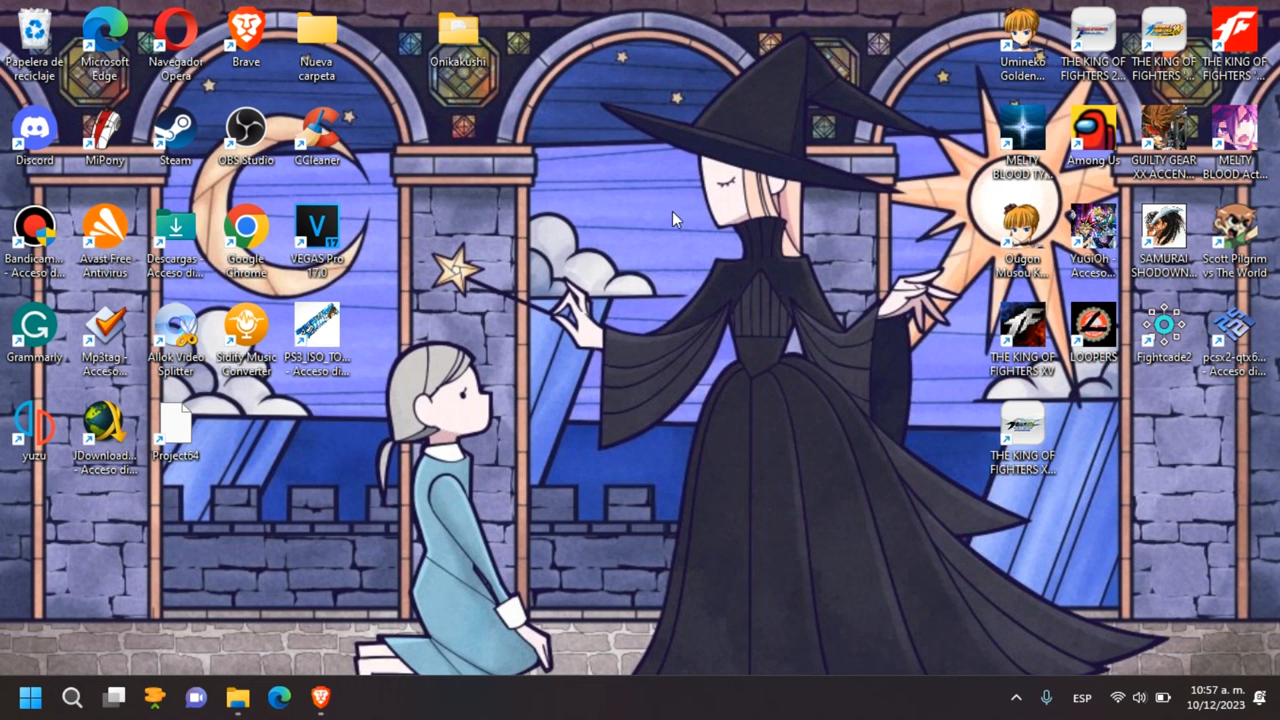 Papelera de
reciclaje
Microsoft
Edge
Navegador
Opera
Brave
Nueva
carpeta
Onikakushi
Umineko
Golden...
THE KING OF
FIGHTERS 2...
THE KING OF
FIGHTERS '...
THE KING OF
FIGHTERS '...
Discord
MiPony
Steam
OBS Studio
CCleaner
MELTY
BLOOD TY...
Among Us
GUILTY GEAR
XX ACCEN...
MELTY
BLOOD Act...
Bandicam...
- Acceso d...
Avast Free
Antivirus
Descargas -
Acceso di...
Google
Chrome
VEGAS Pro
17.0
Ougon
Musou K...
YuGiOh -
Acceso...
SAMURAI
SHODOWN...
Scott Pilgrim
vs The World
Grammarly
Mp3tag -
Acceso...
Allok Video
Splitter
Sidify Music
Converter
PS3_ISO_TO...
- Acceso di...
THE KING OF
FIGHTERS XV
LOOPERS
Fightcade2
pcsx2-qtx6...
- Acceso di...
yuzu
JDownload...
- Acceso di...
Project64
THE KING OF
FIGHTERS X...
ESP
10:57 a. m.
10/12/2023